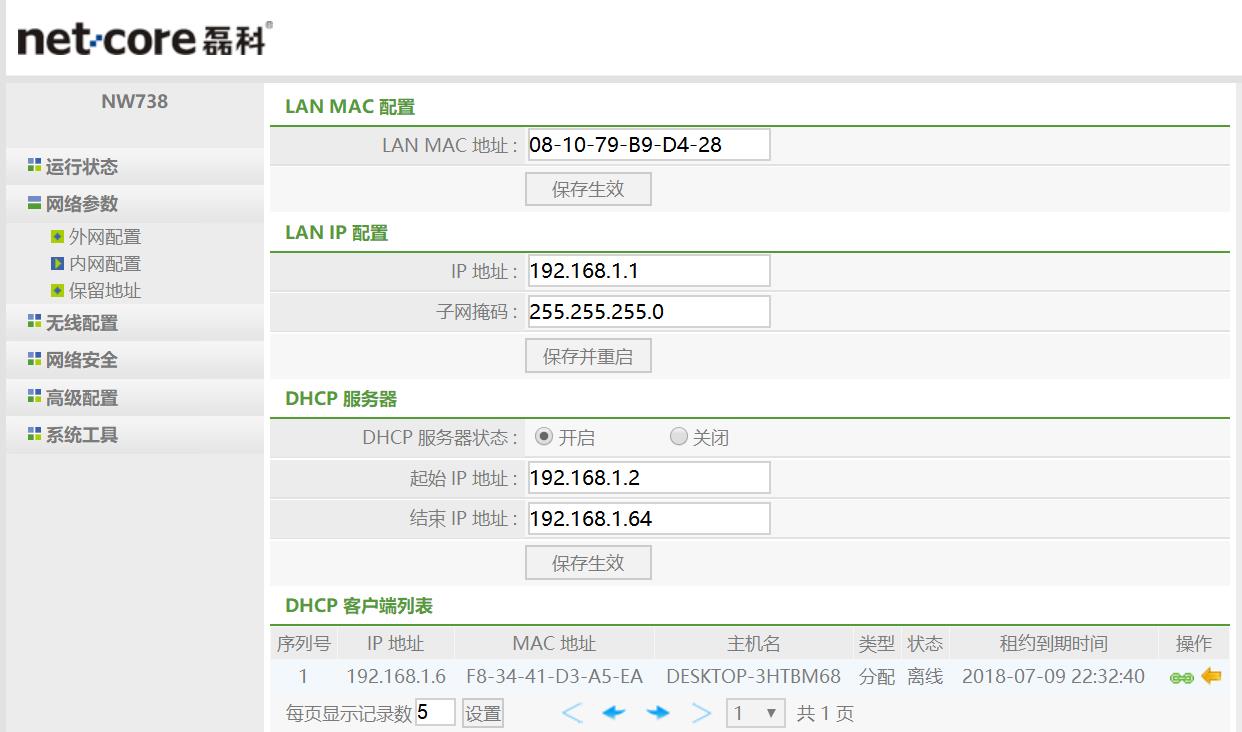 net-core 磊科®
NW738
运行状态
网络参数
外网配置
内网配置
保留地址
无线配置
网络安全
高级配置
系统工具
LAN MAC 配置
LAN MAC 地址 : 08-10-79-B9-D4-28
保存生效
LAN IP 配置
IP 地址 : 192.168.1.1
子网掩码 : 255.255.255.0
保存并重启
DHCP 服务器
DHCP 服务器状态 : 开启 关闭
起始 IP 地址 : 192.168.1.2
结束 IP 地址 : 192.168.1.64
保存生效
DHCP 客户端列表
序列号 IP 地址 MAC 地址 主机名 类型 状态 租约到期时间 操作
1 192.168.1.6 F8-34-41-D3-A5-EA DESKTOP-3HTBM68 分配 离线 2018-07-09 22:32:40
每页显示记录数 5 设置 1 共 1 页